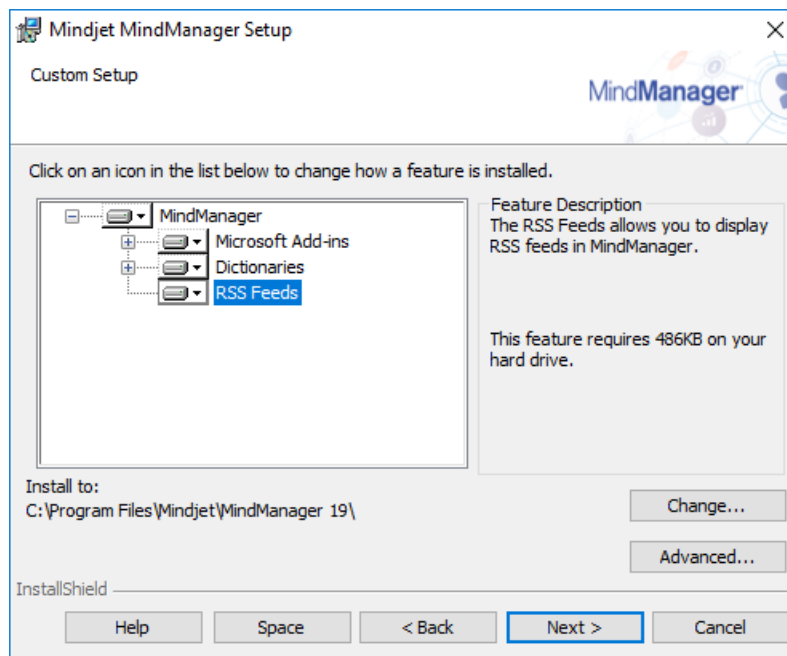 Mindjet MindManager Setup
Custom Setup
MindManager
Click on an icon in the list below to change how a feature is installed.
MindManager
Microsoft Add-ins
Dictionaries
RSS Feeds
Feature Description
The RSS Feeds allows you to display
RSS feeds in MindManager.
This feature requires 486KB on your
hard drive.
Install to:
C:\Program Files\Mindjet\MindManager 19\
Change...
Advanced...
InstallShield
Help Space < Back Next > Cancel